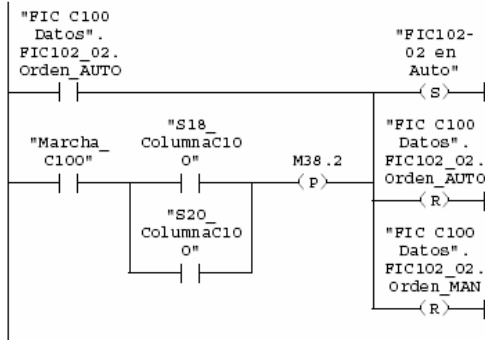 "FIC C100
Datos".
FIC102_02.
Orden_AUTO
"FIC102-
02 en
Auto"
S
"Marcha_
C100"
"S18_
ColumnaC10
0"
M38.2
P
"FIC C100
Datos".
FIC102_02.
Orden_AUTO
R
"S20_
ColumnaC10
0"
"FIC C100
Datos".
FIC102_02.
Orden_MAN
R